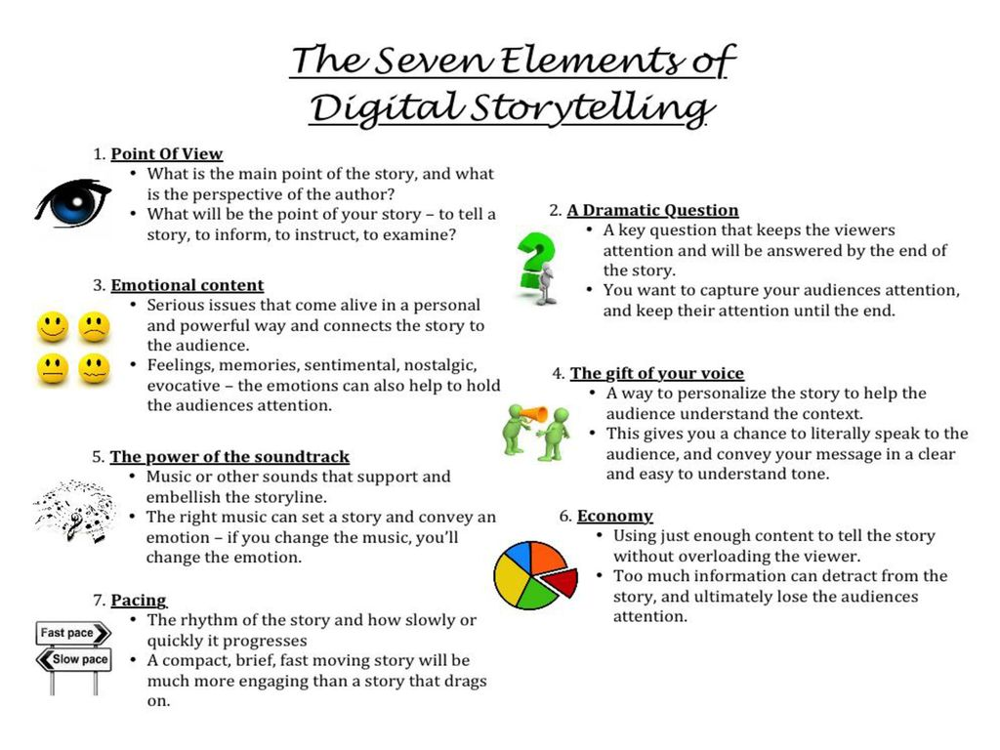 The Seven Elements of
Digital Storytelling
1. Point Of View
• What is the main point of the story, and what
is the perspective of the author?
• What will be the point of your story – to tell a
story, to inform, to instruct, to examine?
2. A Dramatic Question
• A key question that keeps the viewers
attention and will be answered by the end of
the story.
• You want to capture your audiences attention,
and keep their attention until the end.
3. Emotional content
• Serious issues that come alive in a personal
and powerful way and connects the story to
the audience.
• Feelings, memories, sentimental, nostalgic,
evocative – the emotions can also help to hold
the audiences attention.
4. The gift of your voice
• A way to personalize the story to help the
audience understand the context.
• This gives you a chance to literally speak to the
audience, and convey your message in a clear
and easy to understand tone.
5. The power of the soundtrack
• Music or other sounds that support and
embellish the storyline.
• The right music can set a story and convey an
emotion – if you change the music, you'll
change the emotion.
6. Economy
• Using just enough content to tell the story
without overloading the viewer.
• Too much information can detract from the
story, and ultimately lose the audiences
attention.
7. Pacing
• The rhythm of the story and how slowly or
quickly it progresses
• A compact, brief, fast moving story will be
much more engaging than a story that drags
on.
Fast pace
Slow pace